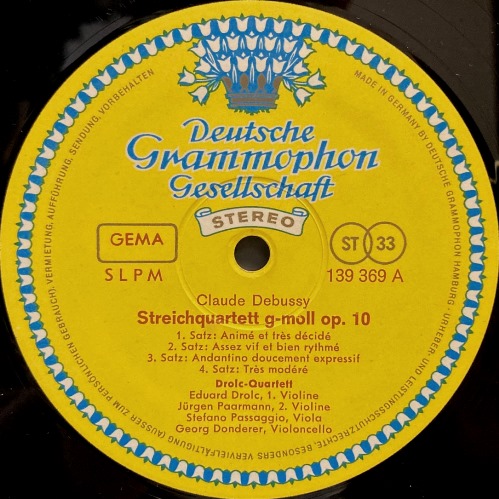 Deutsche
Grammophon
Gesellschaft
STEREO
GEMA
ST 33
SLPM
139 369 A
Claude Debussy
Streichquartett g-moll op. 10
1. Satz: Animé et très décidé
2. Satz: Assez vif et bien rythmé
3. Satz: Andantino doucement expressif
4. Satz: Très modéré
Drolc-Quartett
Eduard Drolc, 1. Violine
Jürgen Paarmann, 2. Violine
Stefano Passaggio, Viola
Georg Donderer, Violoncello
MADE IN GERMANY BY DEUTSCHE GRAMMOPHON HAMBURG · URHEBER- UND LEISTUNGSSCHUTZRECHTE, BESONDERS VERVIELFÄLTIGUNG (AUSSER ZUM PERSÖNLICHEN GEBRAUCH), VERMIETUNG, AUFFÜHRUNG, SENDUNG, VORBEHALTEN